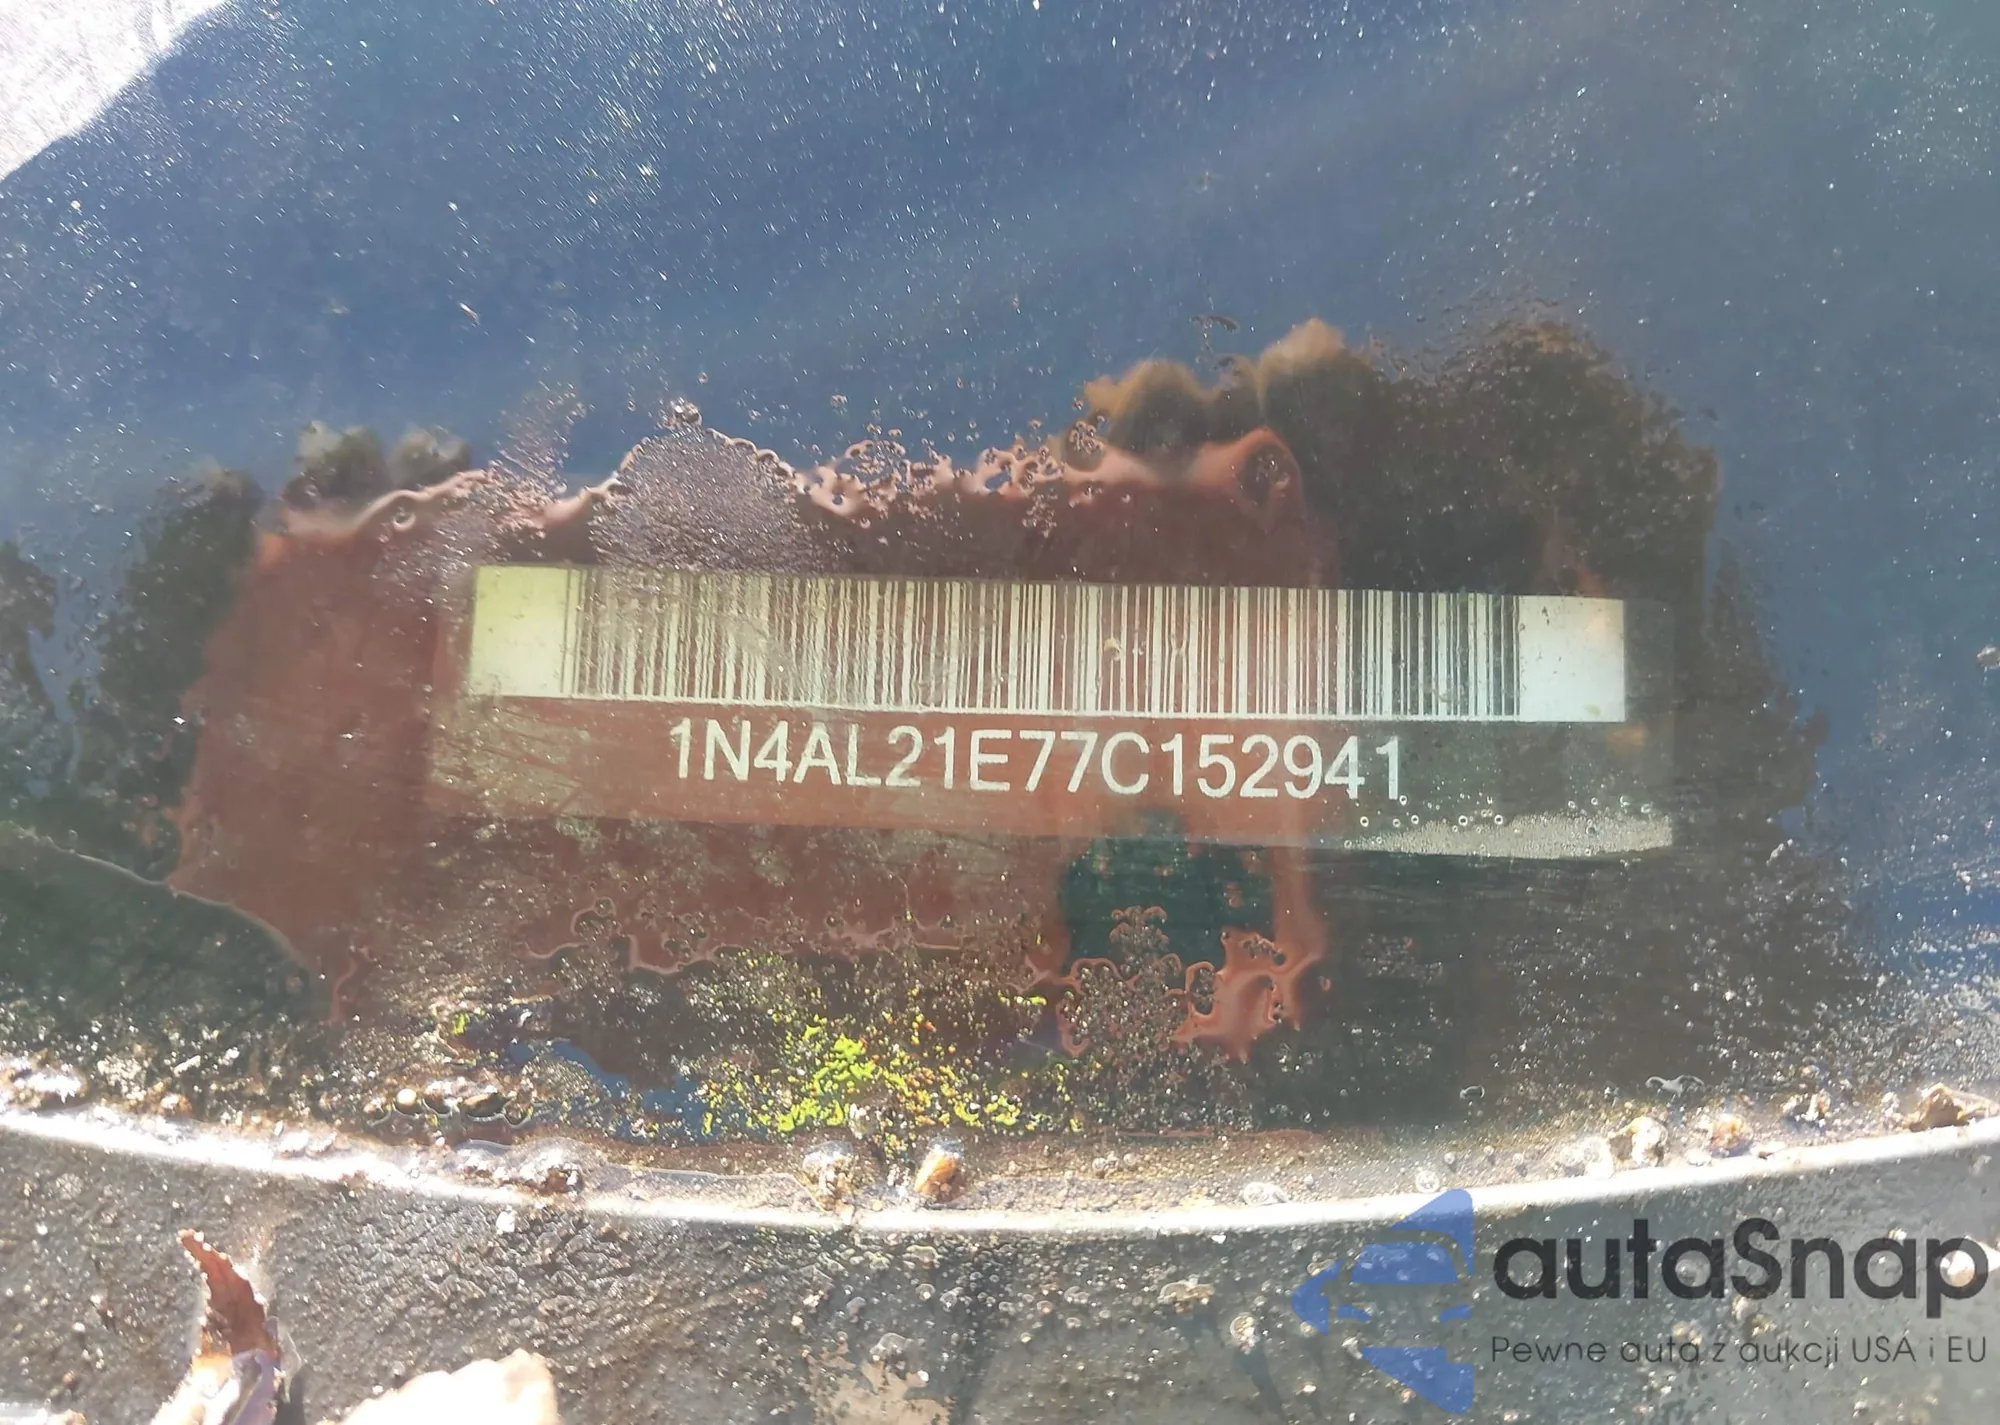 1N4AL21E77C152941
autaSnap
Pewne auta z aukcji USA i EU